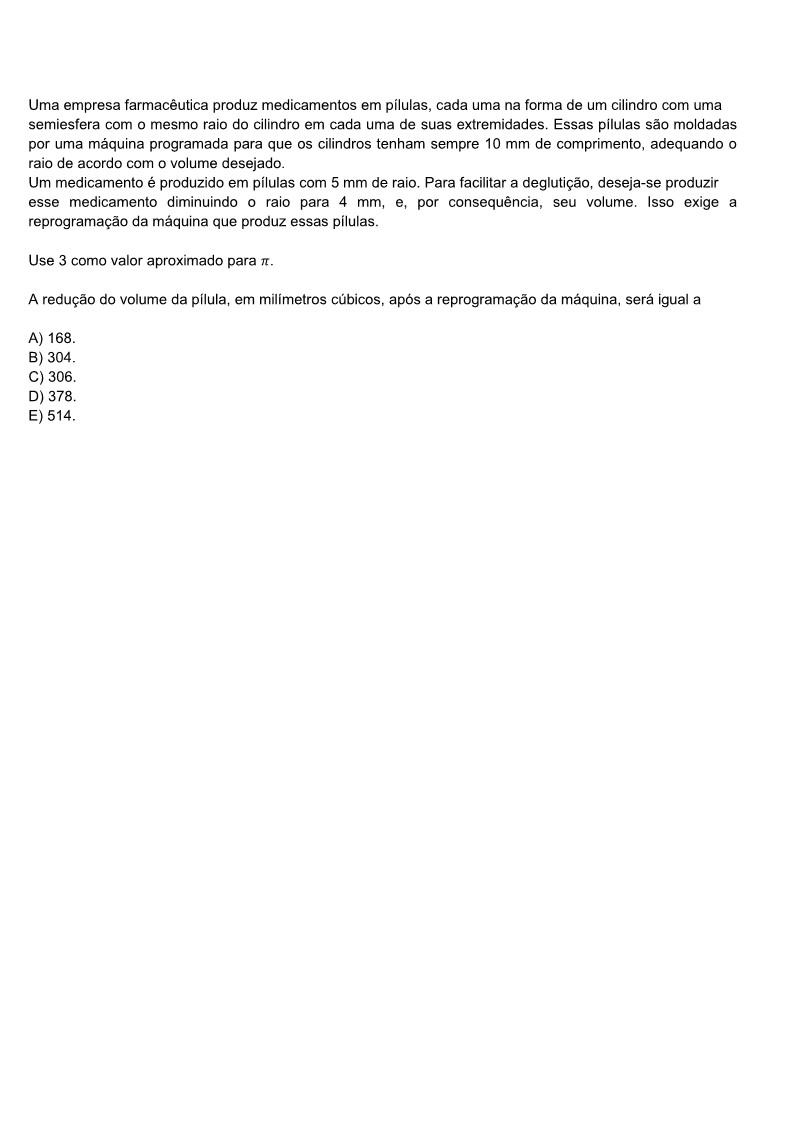 Uma empresa farmacêutica produz medicamentos em pílulas, cada uma na forma de um cilindro com uma
semiesfera com o mesmo raio do cilindro em cada uma de suas extremidades. Essas pílulas são moldadas
por uma máquina programada para que os cilindros tenham sempre 10 mm de comprimento, adequando o
raio de acordo com o volume desejado.
Um medicamento é produzido em pílulas com 5 mm de raio. Para facilitar a deglutição, deseja-se produzir
esse medicamento diminuindo o raio para 4 mm, e, por consequência, seu volume. Isso exige a
reprogramação da máquina que produz essas pílulas.
Use 3 como valor aproximado para 𝜋.
A redução do volume da pílula, em milímetros cúbicos, após a reprogramação da máquina, será igual a
A) 168.
B) 304.
C) 306.
D) 378.
E) 514.